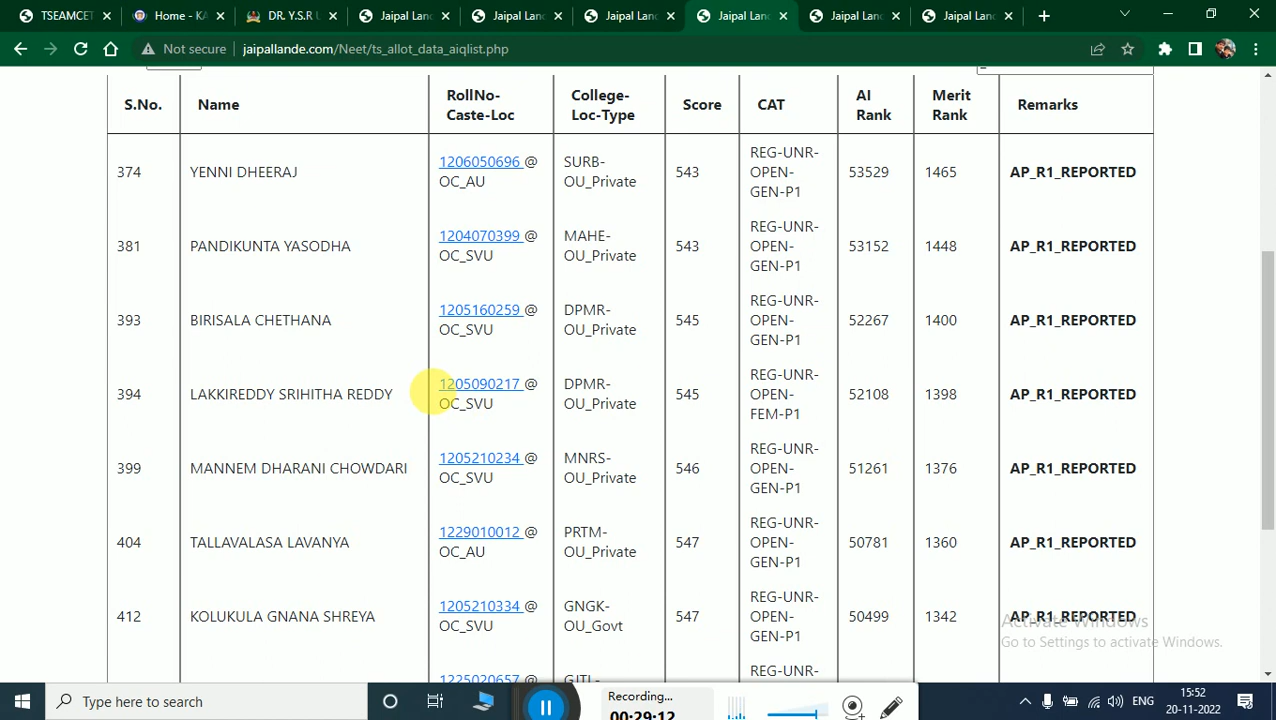 TSEAMCET
Home - KA
DR. Y.S.R U
Jaipal Land
Jaipal Land
Jaipal Land
Jaipal Land
Jaipal Land
Jaipal Land
Not secure
jaipallande.com/Neet/ts_allot_data_aiqlist.php
S.No. Name RollNo-Caste-Loc College-Loc-Type Score CAT AI Rank Merit Rank Remarks
374 YENNI DHEERAJ 1206050696 @ OC_AU SURB-OU_Private 543 REG-UNR-OPEN-GEN-P1 53529 1465 AP_R1_REPORTED
381 PANDIKUNTA YASODHA 1204070399 @ OC_SVU MAHE-OU_Private 543 REG-UNR-OPEN-GEN-P1 53152 1448 AP_R1_REPORTED
393 BIRISALA CHETHANA 1205160259 @ OC_SVU DPMR-OU_Private 545 REG-UNR-OPEN-GEN-P1 52267 1400 AP_R1_REPORTED
394 LAKKIREDDY SRIHITHA REDDY 1205090217 @ OC_SVU DPMR-OU_Private 545 REG-UNR-OPEN-FEM-P1 52108 1398 AP_R1_REPORTED
399 MANNEM DHARANI CHOWDARI 1205210234 @ OC_SVU MNRS-OU_Private 546 REG-UNR-OPEN-GEN-P1 51261 1376 AP_R1_REPORTED
404 TALLAVALASA LAVANYA 1229010012 @ OC_AU PRTM-OU_Private 547 REG-UNR-OPEN-GEN-P1 50781 1360 AP_R1_REPORTED
412 KOLUKULA GNANA SHREYA 1205210334 @ OC_SVU GNGK-OU_Govt 547 REG-UNR-OPEN-GEN-P1 50499 1342 AP_R1_REPORTED
REG-UNR-
Activate Windows
Go to Settings to activate Windows.
Type here to search
Recording...
00:29:12
ENG
15:52
20-11-2022